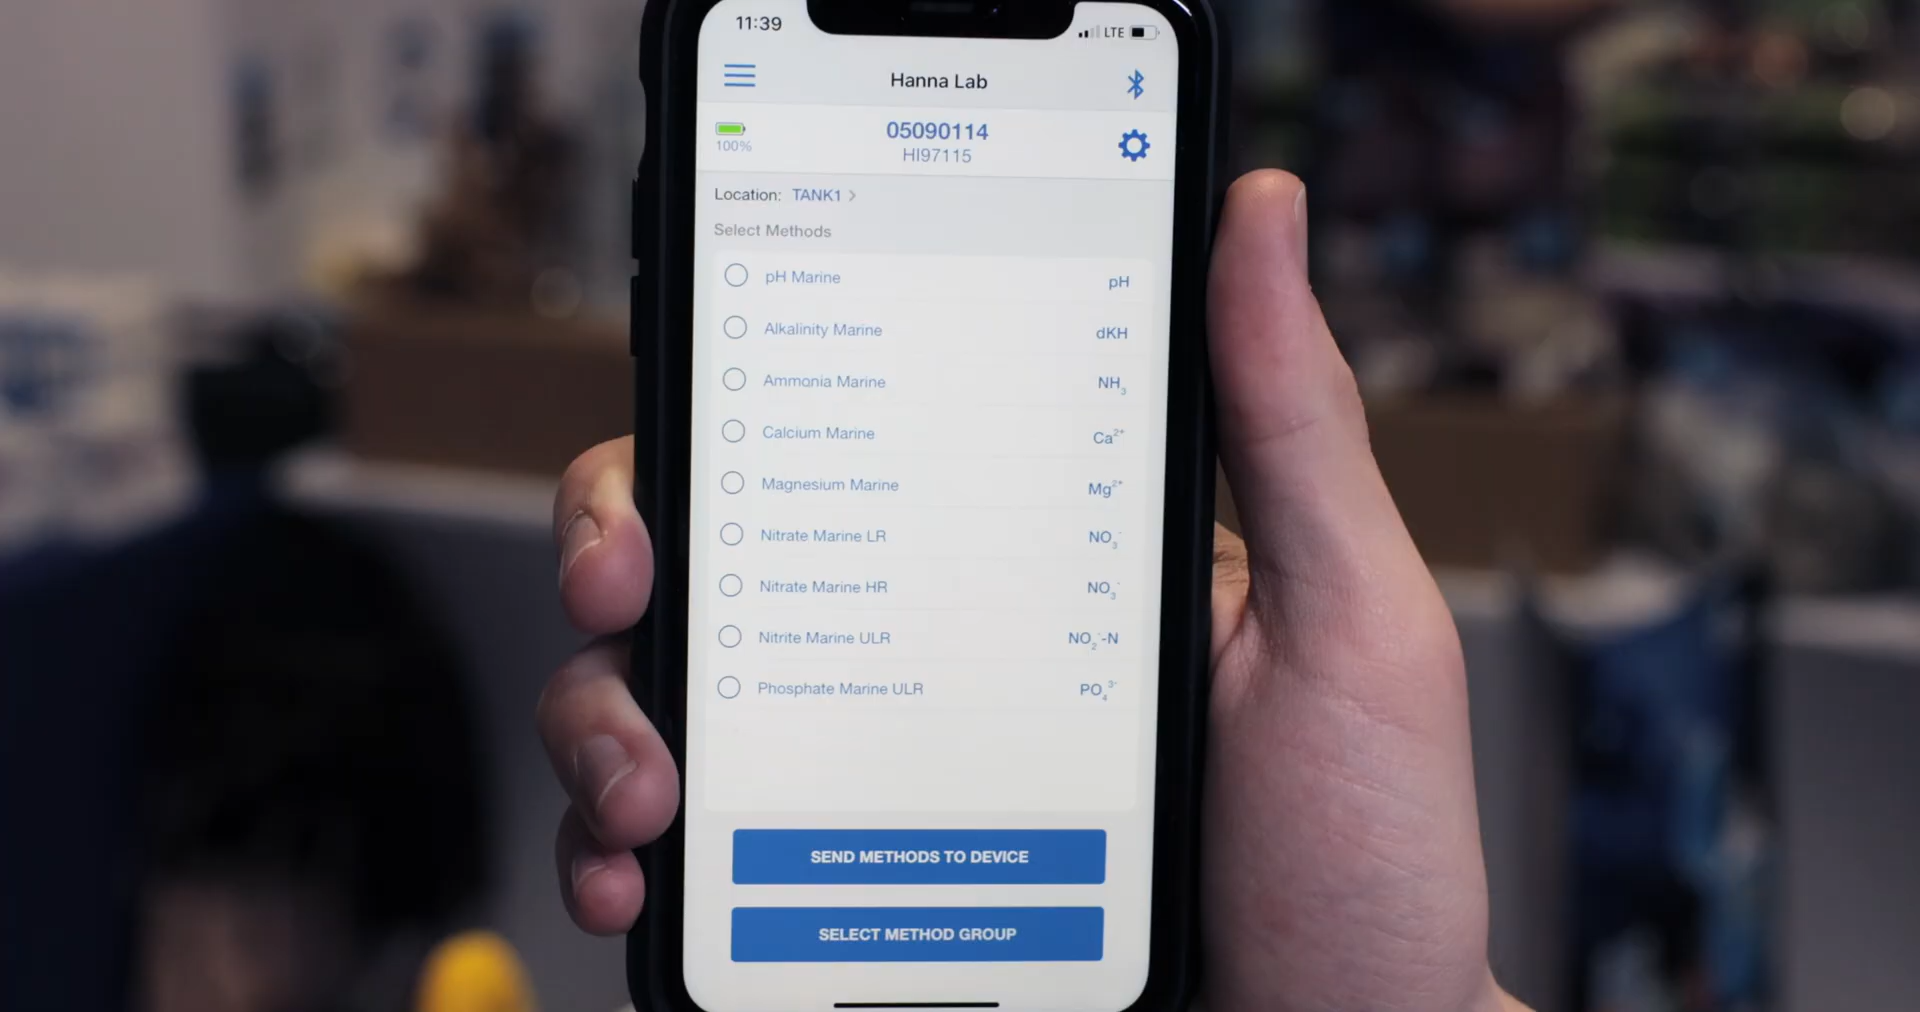 11:39 LTE
Hanna Lab
05090114
100% HI97115
Location: TANK1 >
Select Methods
pH Marine pH
Alkalinity Marine dKH
Ammonia Marine NH₃
Calcium Marine Ca²⁺
Magnesium Marine Mg²⁺
Nitrate Marine LR NO₃⁻
Nitrate Marine HR NO₃⁻
Nitrite Marine ULR NO₂⁻-N
Phosphate Marine ULR PO₄³⁻
SEND METHODS TO DEVICE
SELECT METHOD GROUP